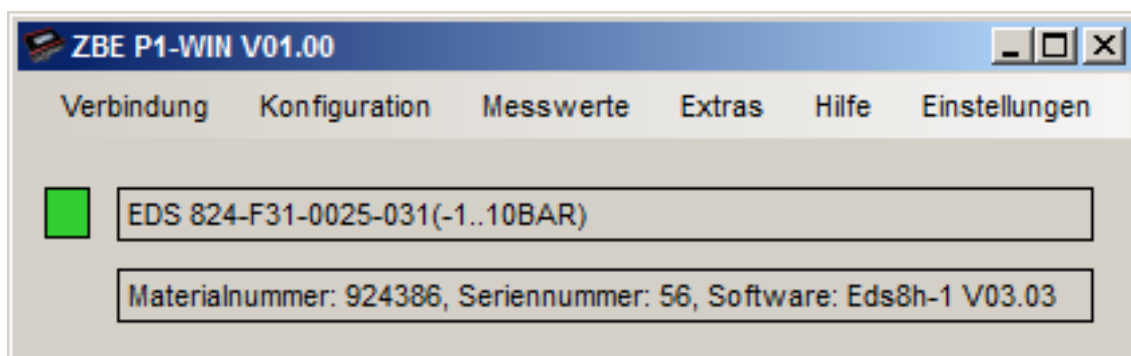 ZBE P1-WIN V01.00
Verbindung Konfiguration Messwerte Extras Hilfe Einstellungen
EDS 824-F31-0025-031(-1..10BAR)
Materialnummer: 924386, Seriennummer: 56, Software: Eds8h-1 V03.03